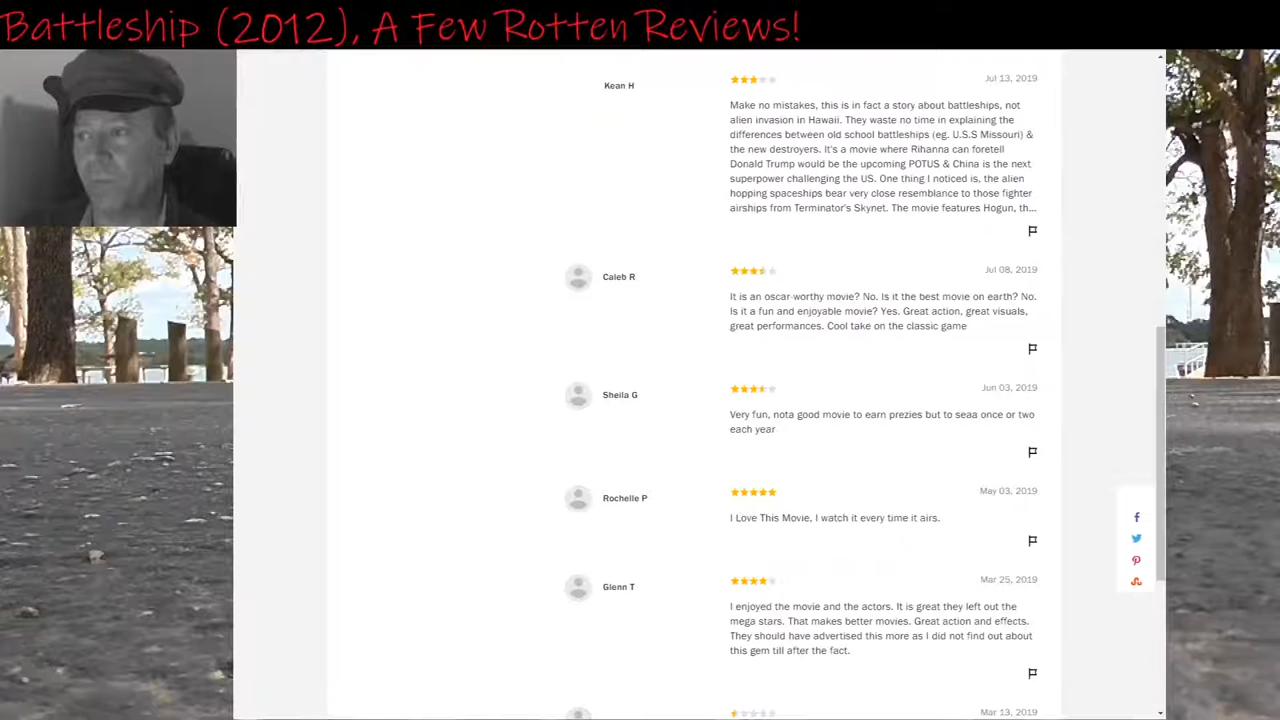 Battleship (2012), A Few Rotten Reviews!
Kean H
Jul 13, 2019
Make no mistakes, this is in fact a story about battleships, not
alien invasion in Hawaii. They waste no time in explaining the
differences between old school battleships (eg. U.S.S Missouri) &
the new destroyers. It's a movie where Rihanna can foretell
Donald Trump would be the upcoming POTUS & China is the next
superpower challenging the US. One thing I noticed is, the alien
hopping spaceships bear very close resemblance to those fighter
airships from Terminator's Skynet. The movie features Hogun, th...
Caleb R
Jul 08, 2019
It is an oscar-worthy movie? No. Is it the best movie on earth? No.
Is it a fun and enjoyable movie? Yes. Great action, great visuals,
great performances. Cool take on the classic game
Sheila G
Jun 03, 2019
Very fun, nota good movie to earn prezies but to seaa once or two
each year
Rochelle P
May 03, 2019
I Love This Movie, I watch it every time it airs.
Glenn T
Mar 25, 2019
I enjoyed the movie and the actors. It is great they left out the
mega stars. That makes better movies. Great action and effects.
They should have advertised this more as I did not find out about
this gem till after the fact.
Mar 13, 2019